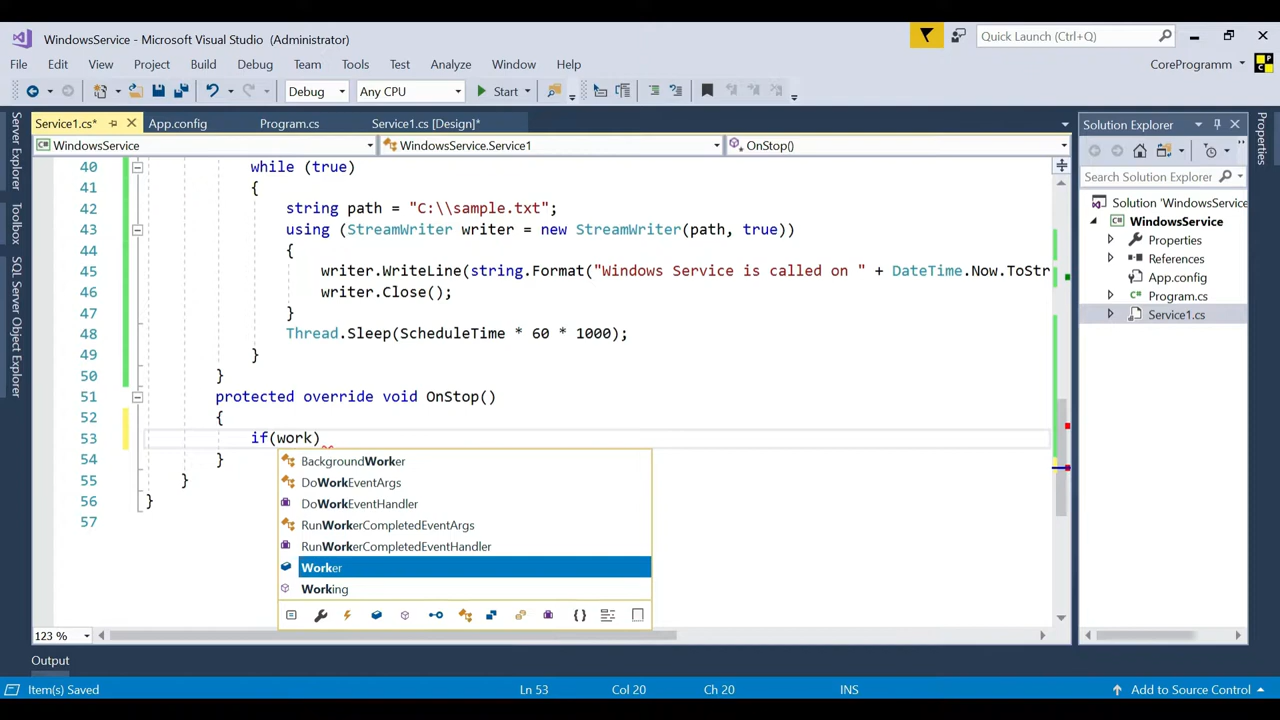 WindowsService - Microsoft Visual Studio (Administrator)
Quick Launch (Ctrl+Q)
File Edit View Project Build Debug Team Tools Test Analyze Window Help
CoreProgramm
Debug Any CPU Start
Service1.cs* App.config Program.cs Service1.cs [Design]*
WindowsService WindowsService.Service1 OnStop()
40 while (true)
41 {
42 string path = "C:\\sample.txt";
43 using (StreamWriter writer = new StreamWriter(path, true))
44 {
45 writer.WriteLine(string.Format("Windows Service is called on " + DateTime.Now.ToStr
46 writer.Close();
47 }
48 Thread.Sleep(ScheduleTime * 60 * 1000);
49 }
50 }
51 protected override void OnStop()
52 {
53 if(work)
54 }
55 }
56 }
57
BackgroundWorker
DoWorkEventArgs
DoWorkEventHandler
RunWorkerCompletedEventArgs
RunWorkerCompletedEventHandler
Worker
Working
123 %
Server Explorer
Toolbox
SQL Server Object Explorer
Solution Explorer
Search Solution Explorer
Solution 'WindowsService
WindowsService
Properties
References
App.config
Program.cs
Service1.cs
Properties
Output
Item(s) Saved Ln 53 Col 20 Ch 20 INS Add to Source Control